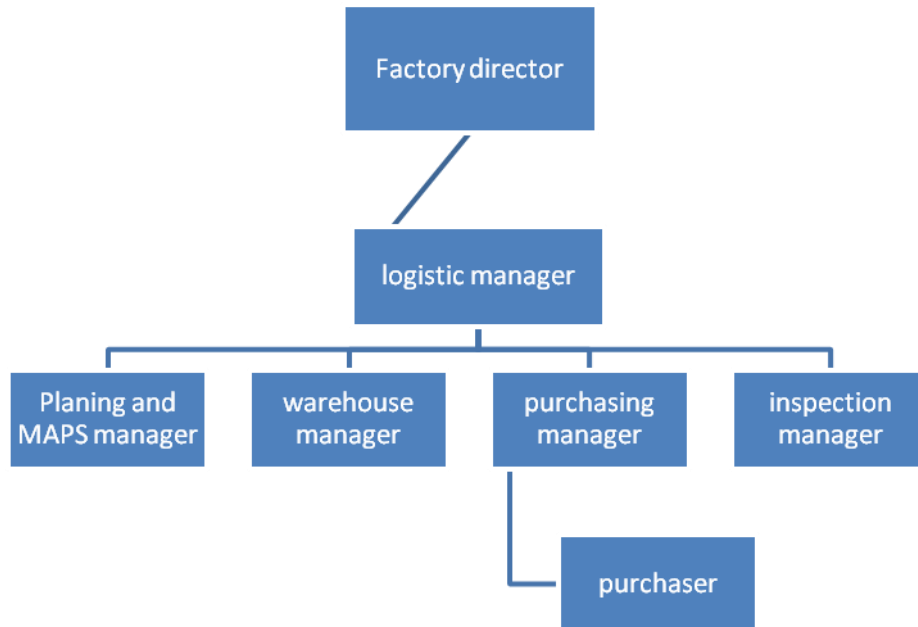 Factory director
logistic manager
Planing and
MAPS manager
warehouse
manager
purchasing
manager
inspection
manager
purchaser